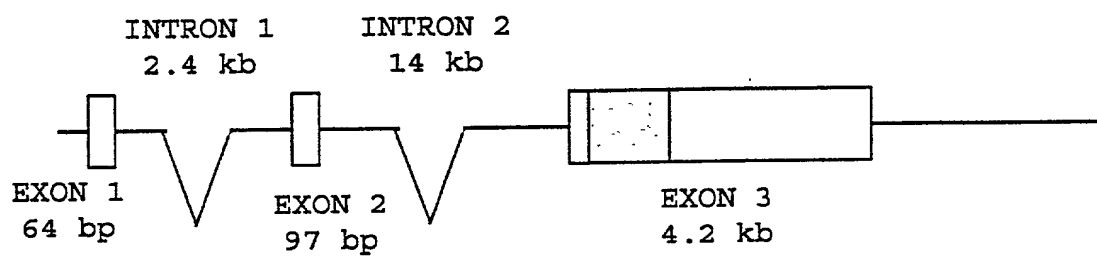 INTRON 1
2.4 kb
INTRON 2
14 kb
EXON 1
64 bp
EXON 2
97 bp
EXON 3
4.2 kb